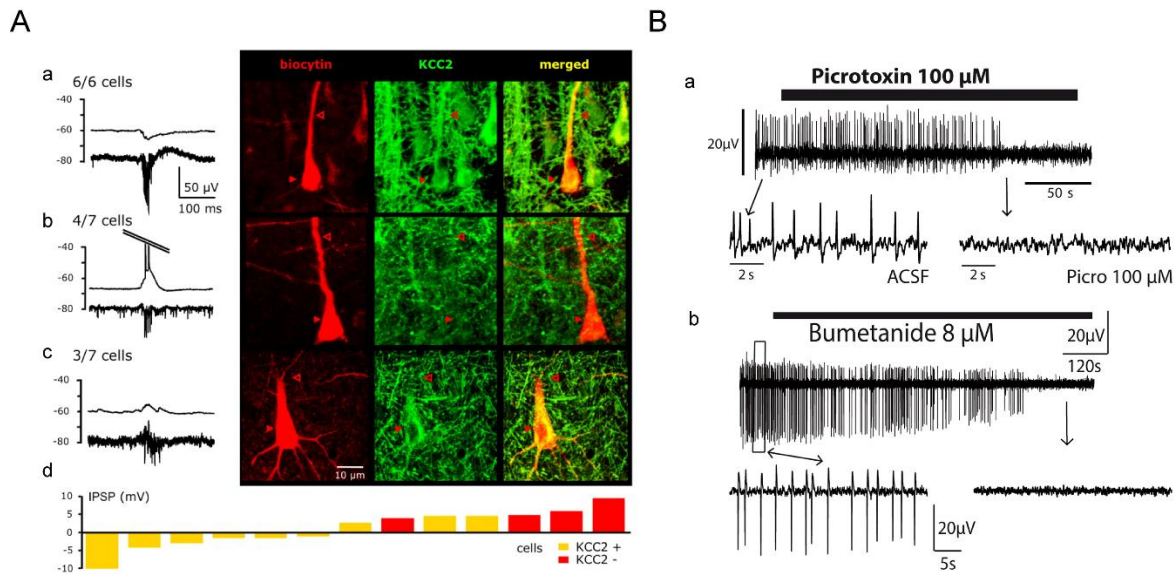 A
a
6/6 cells
-40
-60
-80
50 µV
100 ms
b
4/7 cells
-40
-60
-80
c
3/7 cells
-40
-60
-80
biocytin KCC2 merged
10 µm
d
10
5
0
-5
-10
IPSP (mV)
cells KCC2 +
KCC2 -
B
a
Picrotoxin 100 µM
20µV
50 s
2 s
ACSF
2 s
Picro 100 µM
b
Bumetanide 8 µM
20µV
120s
20µV
5s